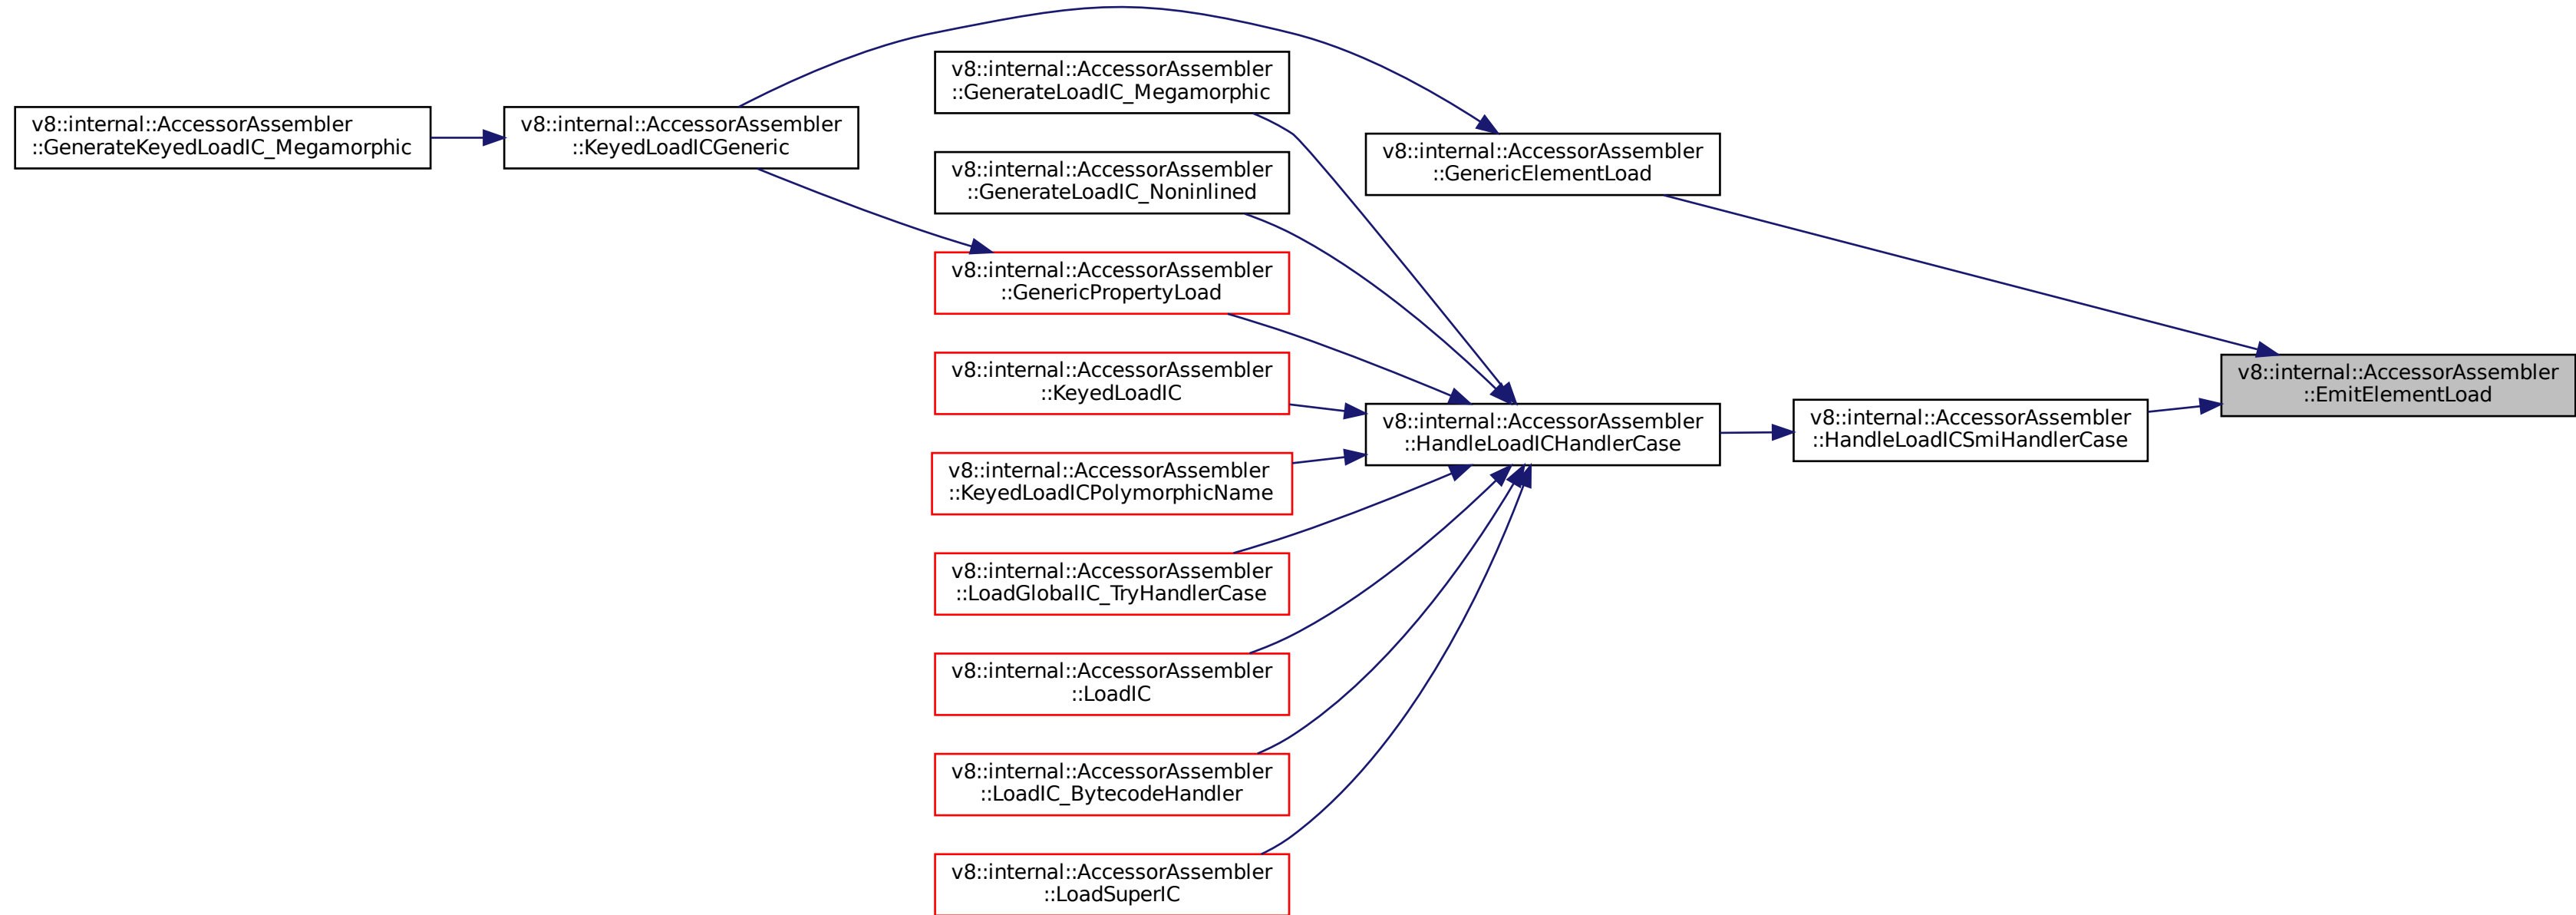 v8::internal::AccessorAssembler
::GenerateKeyedLoadIC_Megamorphic
v8::internal::AccessorAssembler
::KeyedLoadICGeneric
v8::internal::AccessorAssembler
::GenerateLoadIC_Megamorphic
v8::internal::AccessorAssembler
::GenerateLoadIC_Noninlined
v8::internal::AccessorAssembler
::GenericPropertyLoad
v8::internal::AccessorAssembler
::KeyedLoadIC
v8::internal::AccessorAssembler
::KeyedLoadICPolymorphicName
v8::internal::AccessorAssembler
::LoadGlobalIC_TryHandlerCase
v8::internal::AccessorAssembler
::LoadIC
v8::internal::AccessorAssembler
::LoadIC_BytecodeHandler
v8::internal::AccessorAssembler
::LoadSuperIC
v8::internal::AccessorAssembler
::GenericElementLoad
v8::internal::AccessorAssembler
::HandleLoadICHandlerCase
v8::internal::AccessorAssembler
::HandleLoadICSmiHandlerCase
v8::internal::AccessorAssembler
::EmitElementLoad